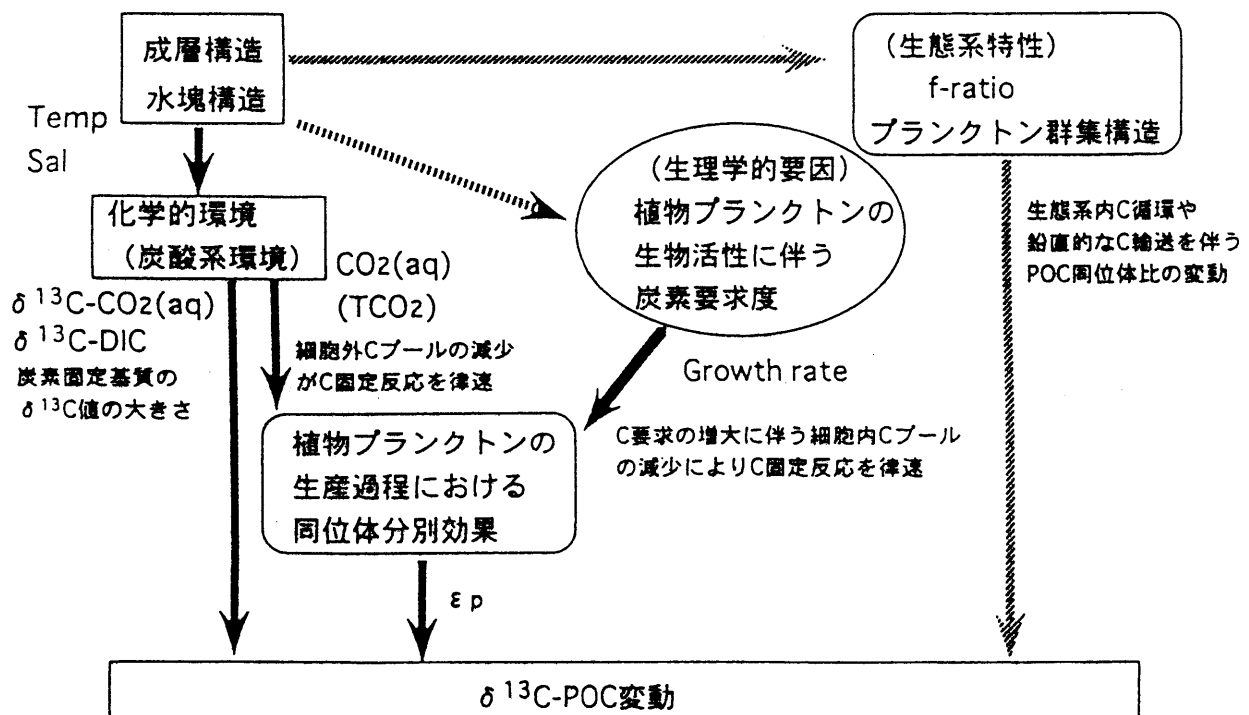 成層構造
水塊構造
(生態系特性)
f-ratio
プランクトン群集構造
Temp
Sal
化学的環境
(炭酸系環境)
(生理学的要因)
植物プランクトンの
生物活性に伴う
炭素要求度
生態系内C循環や
鉛直的なC輸送を伴う
POC同位体比の変動
CO2(aq)
(TCO2)
δ 13C-CO2(aq)
δ 13C-DIC
炭素固定基質の
δ 13C値の大きさ
細胞外Cプールの減少
がC固定反応を律速
Growth rate
C要求の増大に伴う細胞内Cプール
の減少によりC固定反応を律速
植物プランクトンの
生産過程における
同位体分別効果
ε p
δ 13C-POC変動